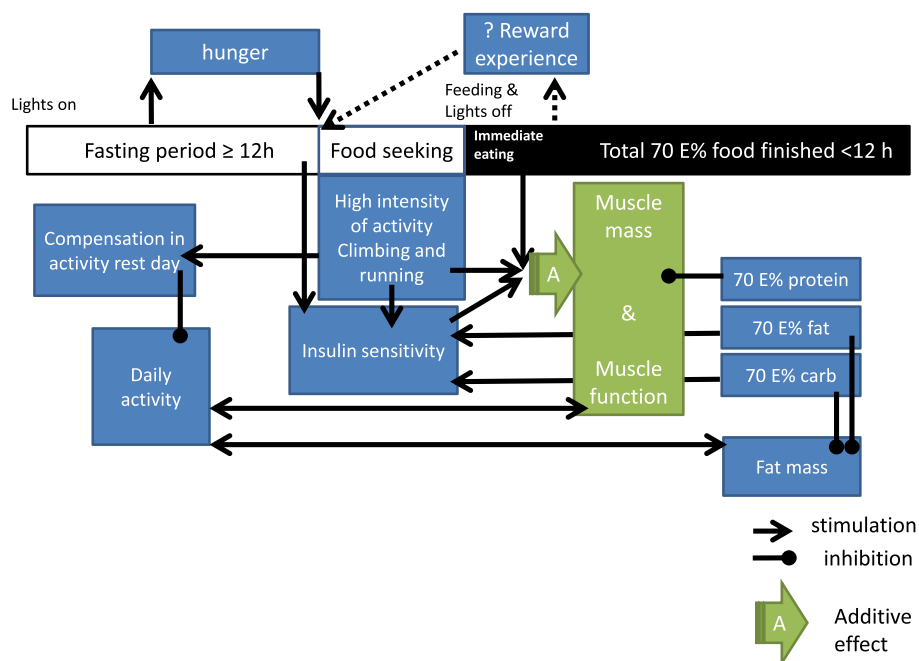 hunger
? Reward
experience
Lights on
Feeding &
Lights off
Fasting period ≥ 12h
Food seeking
Immediate
eating
Total 70 E% food finished <12 h
High intensity
of activity
Climbing and
running
Muscle
mass
&
Muscle
function
Compensation in
activity rest day
A
70 E% protein
70 E% fat
70 E% carb
Insulin sensitivity
Daily
activity
Fat mass
stimulation
inhibition
A
Additive
effect